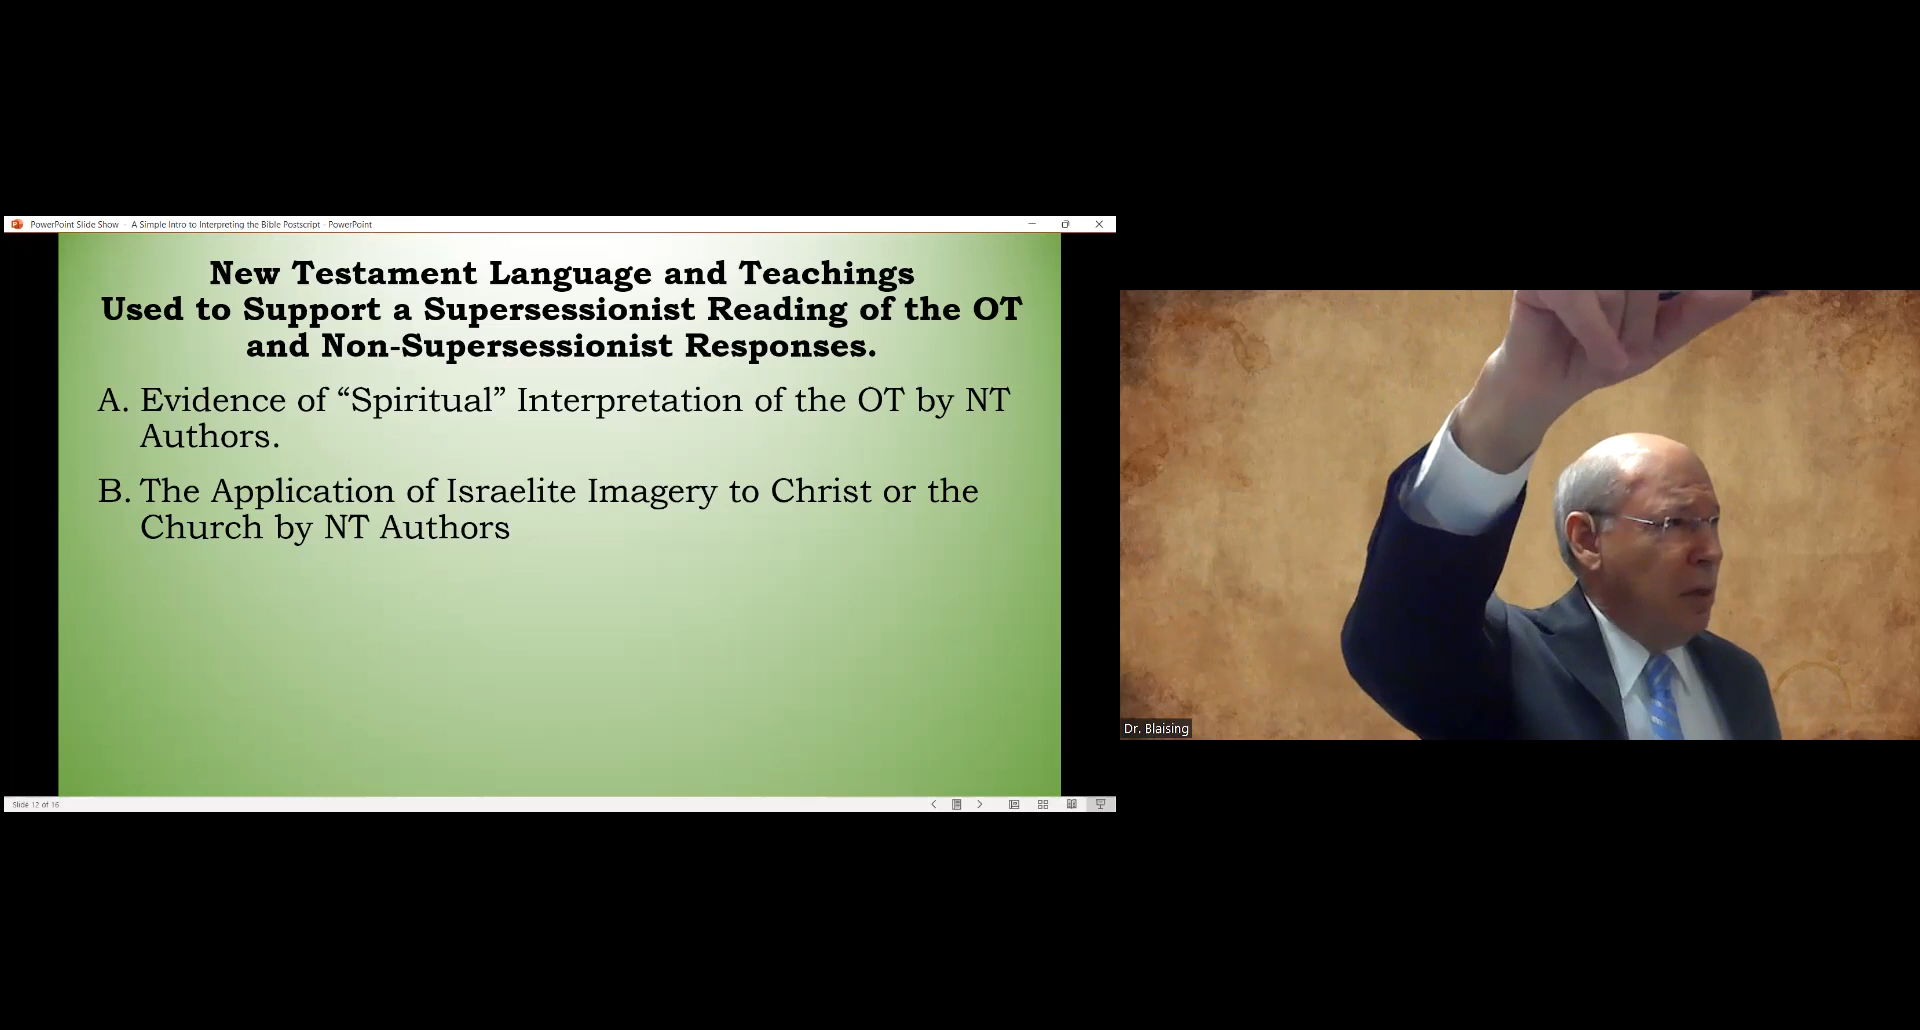 PowerPoint Slide Show - A Simple Intro to Interpreting the Bible Postscript - PowerPoint
New Testament Language and Teachings
Used to Support a Supersessionist Reading of the OT
and Non-Supersessionist Responses.
A. Evidence of “Spiritual” Interpretation of the OT by NT
Authors.
B. The Application of Israelite Imagery to Christ or the
Church by NT Authors
Dr. Blaising
Slide 12 of 16